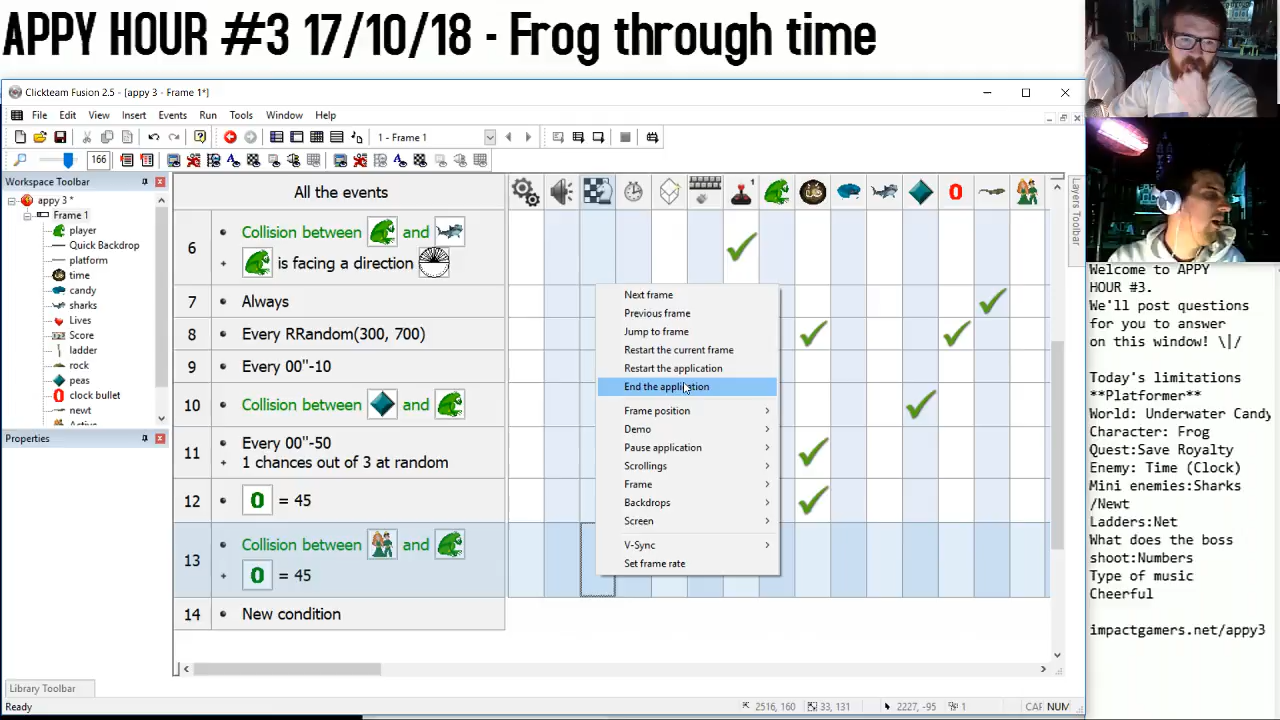 APPY HOUR #3 17/10/18 - Frog through time
Clickteam Fusion 2.5 - [appy 3 - Frame 1*]
File Edit View Insert Events Run Tools Window Help
1 - Frame 1
166
Workspace Toolbar
appy 3 *
Frame 1
player
Quick Backdrop
platform
time
candy
sharks
Lives
Score
ladder
rock
peas
clock bullet
newt
Properties
Library Toolbar
Ready
All the events
6 Collision between and
+ is facing a direction
7 Always
8 Every RRandom(300, 700)
9 Every 00"-10
10 Collision between and
11 Every 00"-50
+ 1 chances out of 3 at random
12 0 = 45
13 Collision between and
+ 0 = 45
14 New condition
Next frame
Previous frame
Jump to frame
Restart the current frame
Restart the application
End the application
Frame position
Demo
Pause application
Scrollings
Frame
Backdrops
Screen
V-Sync
Set frame rate
Layers Toolbar
2516, 160 33, 131 2227, -95 1 CAF NUM
Welcome to APPY
HOUR #3.
We'll post questions
for you to answer
on this window! \|/
Today's limitations
**Platformer**
World: Underwater Candy
Character: Frog
Quest:Save Royalty
Enemy: Time (Clock)
Mini enemies:Sharks
/Newt
Ladders:Net
What does the boss
shoot:Numbers
Type of music
Cheerful
impactgamers.net/appy3